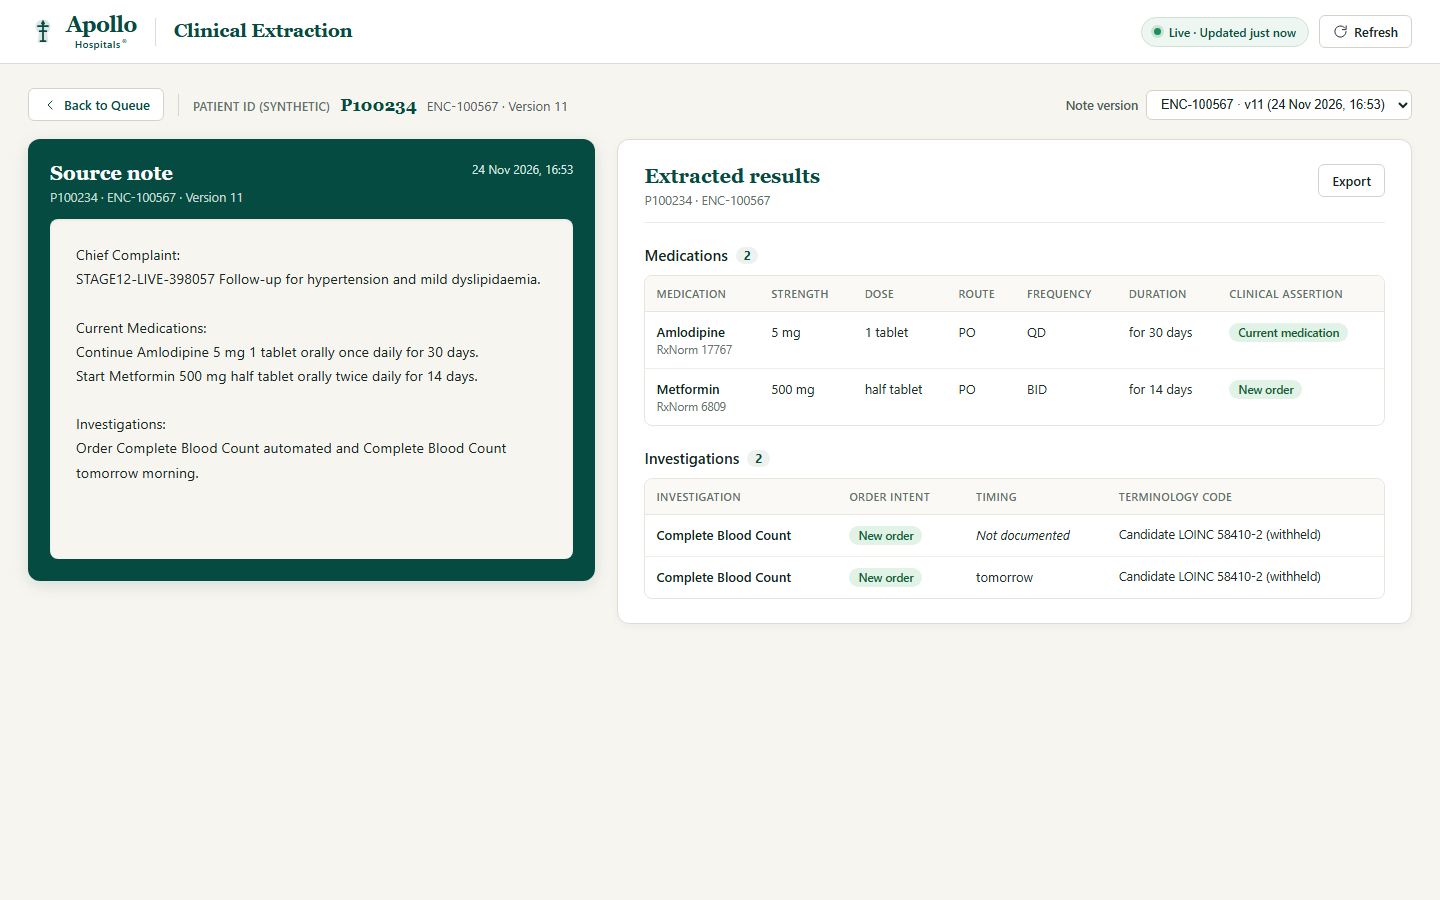 Apollo
Hospitals®
Clinical Extraction
Live · Updated just now
Refresh
Back to Queue
PATIENT ID (SYNTHETIC) P100234 ENC-100567 · Version 11
Note version
ENC-100567 · v11 (24 Nov 2026, 16:53)
Source note
24 Nov 2026, 16:53
P100234 · ENC-100567 · Version 11
Chief Complaint:
STAGE12-LIVE-398057 Follow-up for hypertension and mild dyslipidaemia.
Current Medications:
Continue Amlodipine 5 mg 1 tablet orally once daily for 30 days.
Start Metformin 500 mg half tablet orally twice daily for 14 days.
Investigations:
Order Complete Blood Count automated and Complete Blood Count
tomorrow morning.
Extracted results
P100234 · ENC-100567
Export
Medications 2
MEDICATION STRENGTH DOSE ROUTE FREQUENCY DURATION CLINICAL ASSERTION
Amlodipine 5 mg 1 tablet PO QD for 30 days Current medication
RxNorm 17767
Metformin 500 mg half tablet PO BID for 14 days New order
RxNorm 6809
Investigations 2
INVESTIGATION ORDER INTENT TIMING TERMINOLOGY CODE
Complete Blood Count New order Not documented Candidate LOINC 58410-2 (withheld)
Complete Blood Count New order tomorrow Candidate LOINC 58410-2 (withheld)